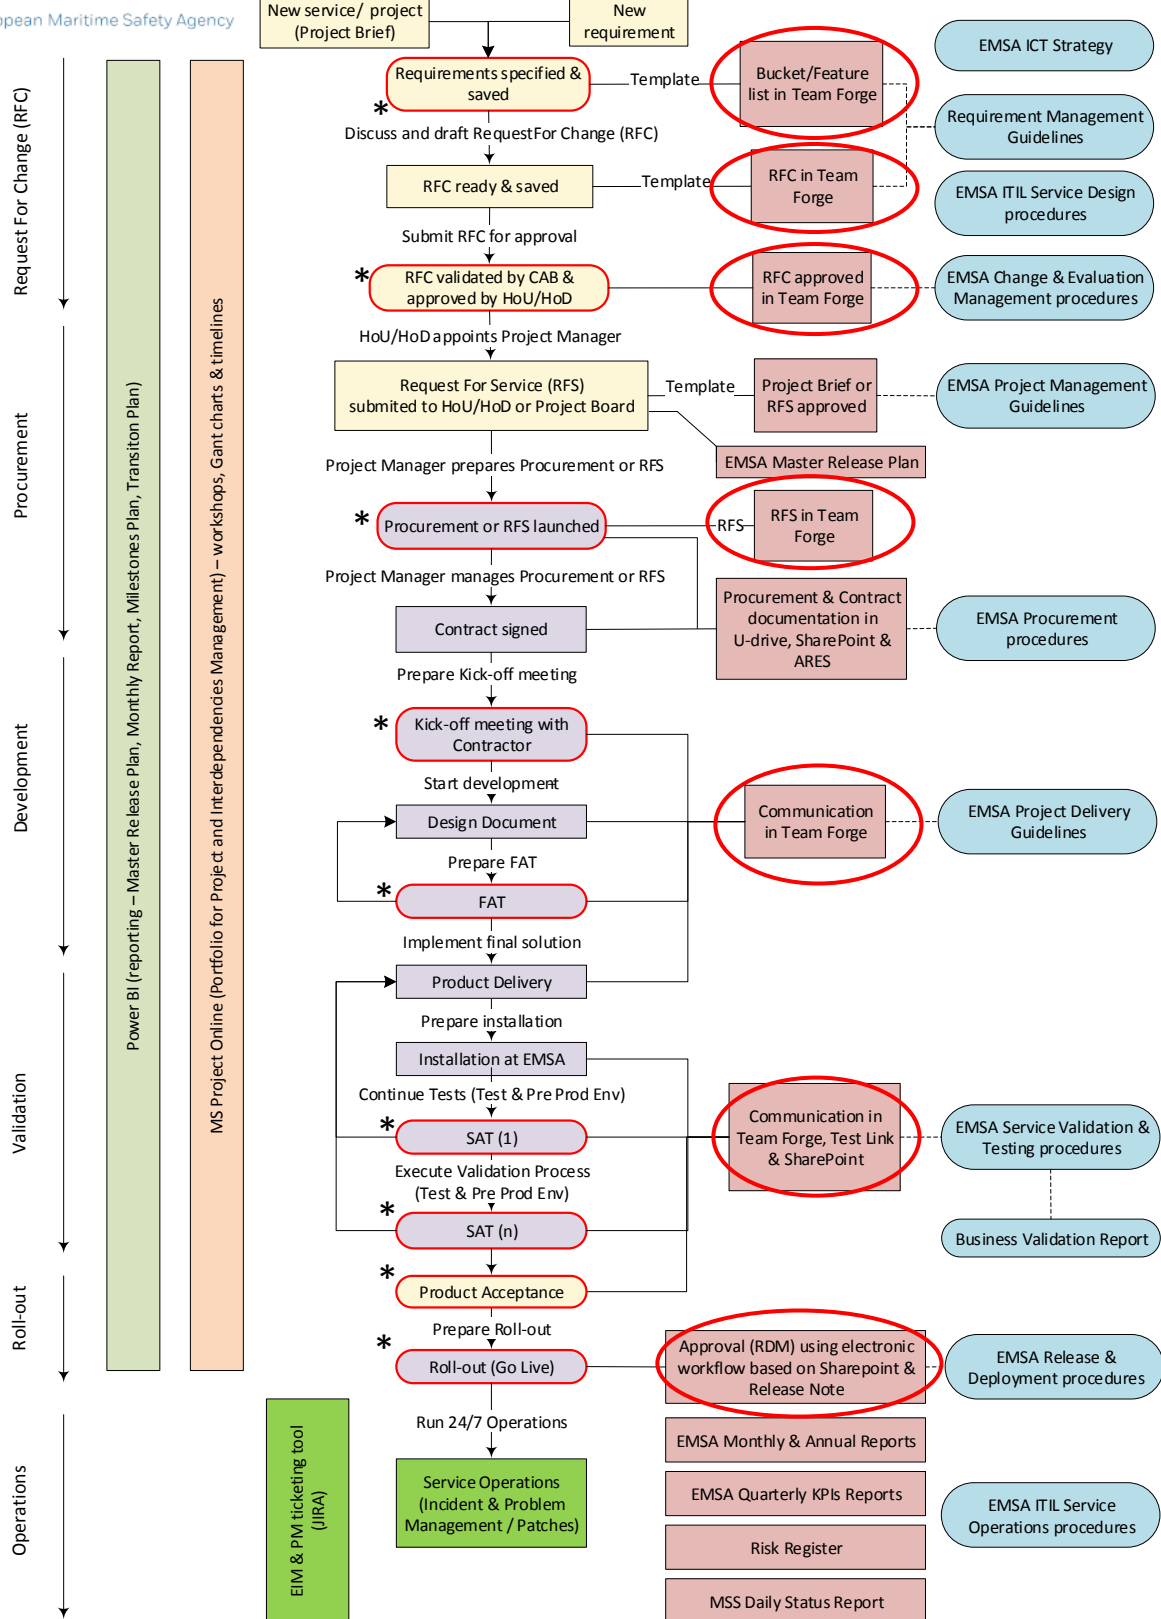 opean Maritime Safety Agency
New service/ project
(Project Brief)
New
requirement
Requirements specified &
saved
*
Template
Bucket/Feature
list in Team Forge
EMSA ICT Strategy
Discuss and draft RequestFor Change (RFC)
Requirement Management
Guidelines
RFC ready & saved
Template
RFC in Team
Forge
EMSA ITIL Service Design
procedures
Submit RFC for approval
*
RFC validated by CAB &
approved by HoU/HoD
RFC approved
in Team Forge
EMSA Change & Evaluation
Management procedures
HoU/HoD appoints Project Manager
Request For Service (RFS)
submited to HoU/HoD or Project Board
Template
Project Brief or
RFS approved
EMSA Project Management
Guidelines
EMSA Master Release Plan
Project Manager prepares Procurement or RFS
*
Procurement or RFS launched
RFS
RFS in Team
Forge
Project Manager manages Procurement or RFS
Contract signed
Procurement & Contract
documentation in
U-drive, SharePoint &
ARES
EMSA Procurement
procedures
Prepare Kick-off meeting
*
Kick-off meeting with
Contractor
Start development
Design Document
Communication
in Team Forge
EMSA Project Delivery
Guidelines
Prepare FAT
*
FAT
Implement final solution
Product Delivery
Prepare installation
Installation at EMSA
Continue Tests (Test & Pre Prod Env)
*
SAT (1)
Communication in
Team Forge, Test Link
& SharePoint
EMSA Service Validation &
Testing procedures
Execute Validation Process
(Test & Pre Prod Env)
*
SAT (n)
Business Validation Report
*
Product Acceptance
Prepare Roll-out
*
Roll-out (Go Live)
Approval (RDM) using electronic
workflow based on Sharepoint &
Release Note
EMSA Release &
Deployment procedures
Run 24/7 Operations
EMSA Monthly & Annual Reports
Service Operations
(Incident & Problem
Management / Patches)
EMSA Quarterly KPIs Reports
EMSA ITIL Service
Operations procedures
Risk Register
MSS Daily Status Report
Request For Change (RFC)
Procurement
Development
Validation
Roll-out
Operations
Power BI (reporting – Master Release Plan, Monthly Report, Milestones Plan, Transiton Plan)
MS Project Online (Portfolio for Project and Interdependencies Management) – workshops, Gant charts & timelines
EIM & PM ticketing tool
(JIRA)